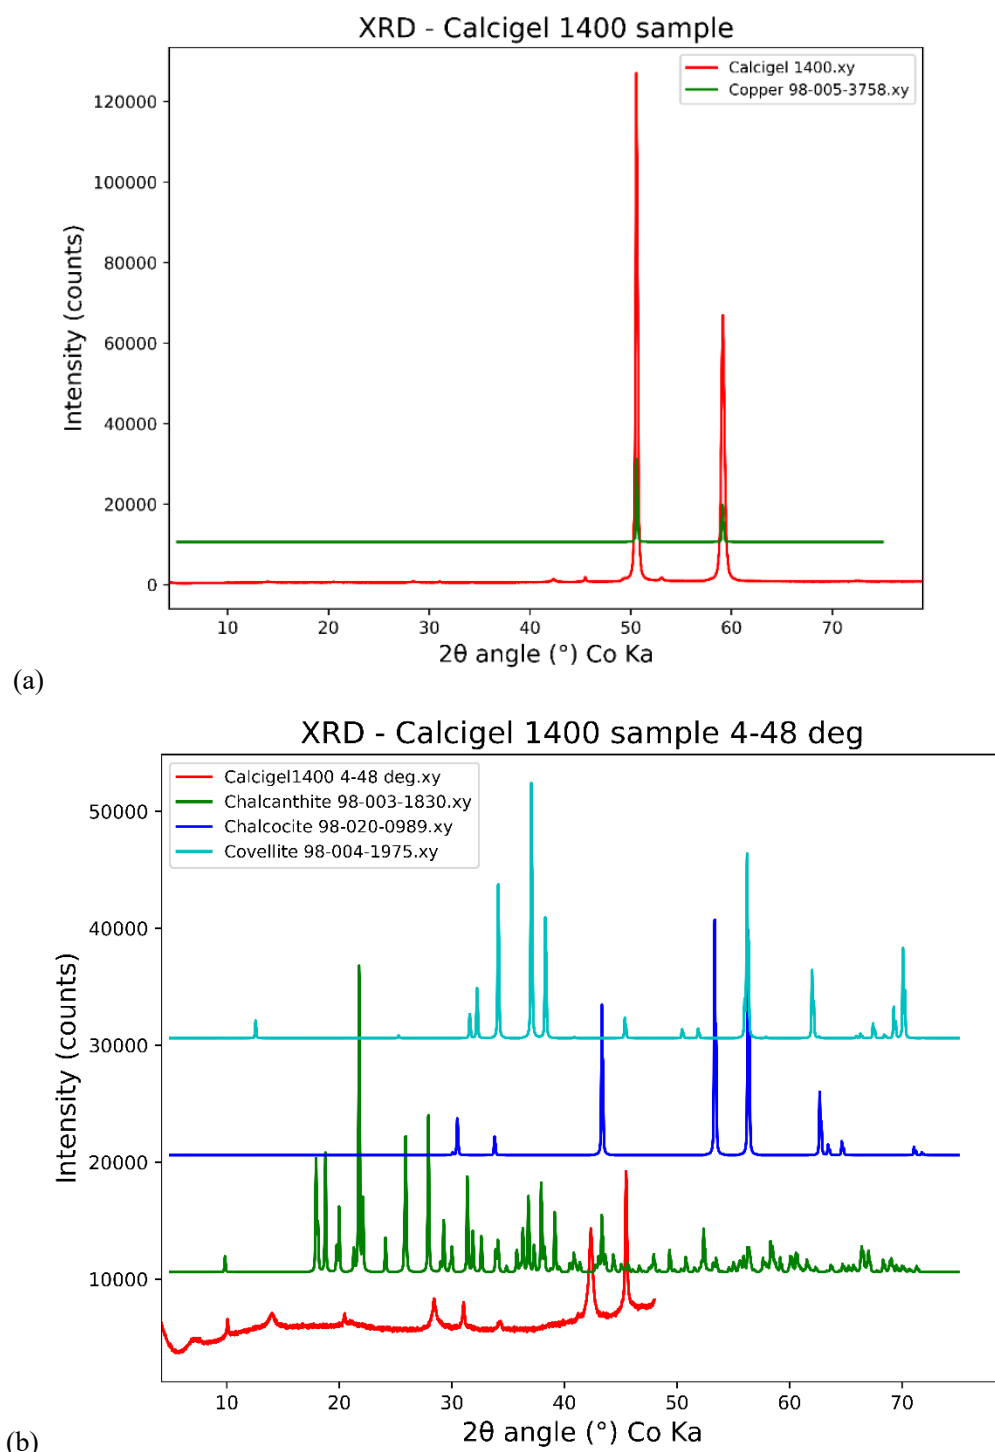 XRD - Calcigel 1400 sample
Calcigel 1400.xy
Copper 98-005-3758.xy
120000
100000
80000
60000
40000
20000
0
Intensity (counts)
10 20 30 40 50 60 70
2θ angle (°) Co Ka
(a)
XRD - Calcigel 1400 sample 4-48 deg
Calcigel1400 4-48 deg.xy
Chalcanthite 98-003-1830.xy
Chalcocite 98-020-0989.xy
Covellite 98-004-1975.xy
50000
40000
30000
20000
10000
Intensity (counts)
10 20 30 40 50 60 70
2θ angle (°) Co Ka
(b)